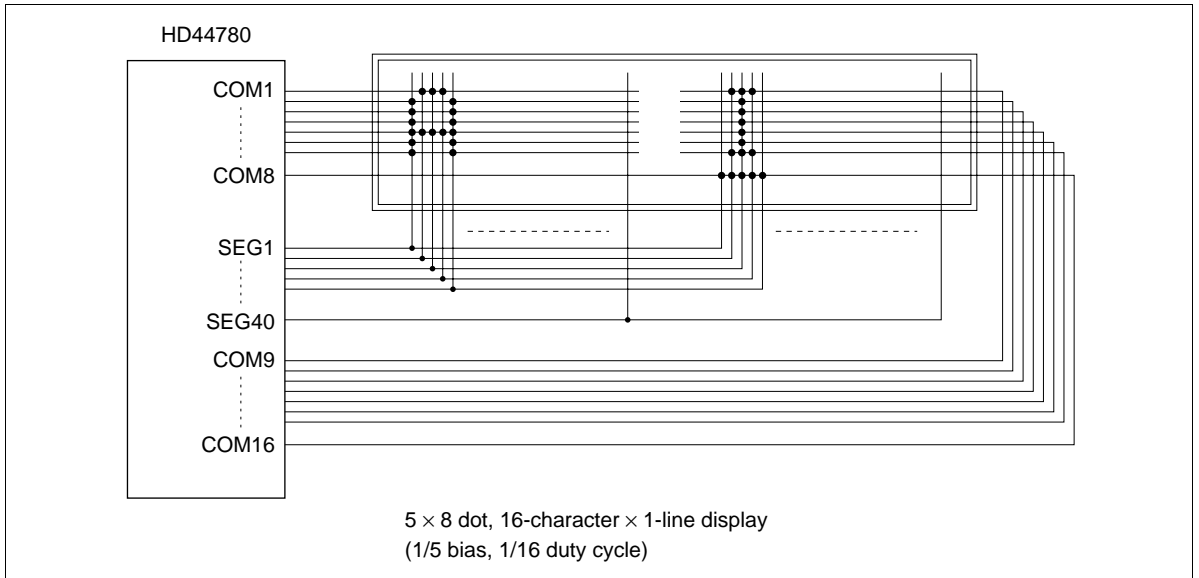 HD44780
COM1
COM8
SEG1
SEG40
COM9
COM16
5 × 8 dot, 16-character × 1-line display
(1/5 bias, 1/16 duty cycle)